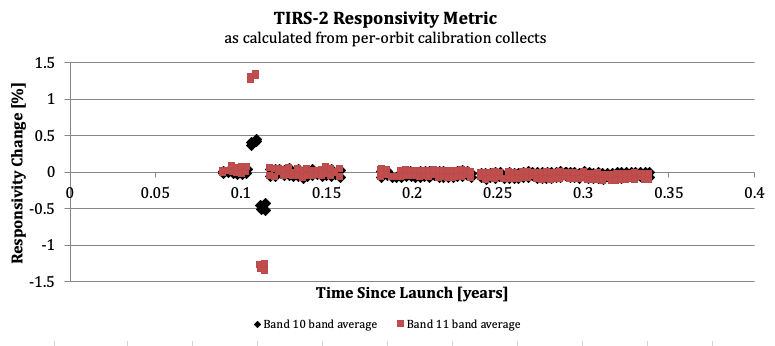 TIRS-2 Responsivity Metric
as calculated from per-orbit calibration collects
Responsivity Change [%]
1.5
1
0.5
0
-0.5
-1
-1.5
0 0.05 0.1 0.15 0.2 0.25 0.3 0.35 0.4
Time Since Launch [years]
Band 10 band average Band 11 band average